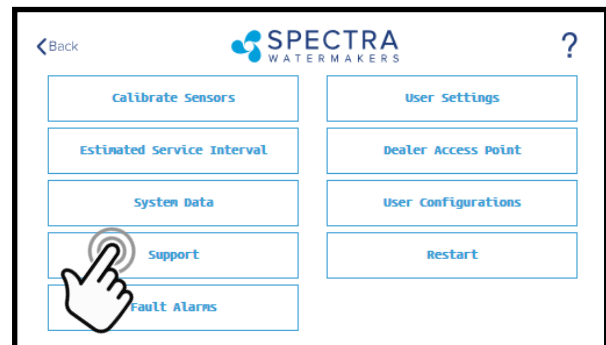 Back
SPECTRA
WATERMAKERS
?
Calibrate Sensors
User Settings
Estimated Service Interval
Dealer Access Point
System Data
User Configurations
Support
Restart
Fault Alarms